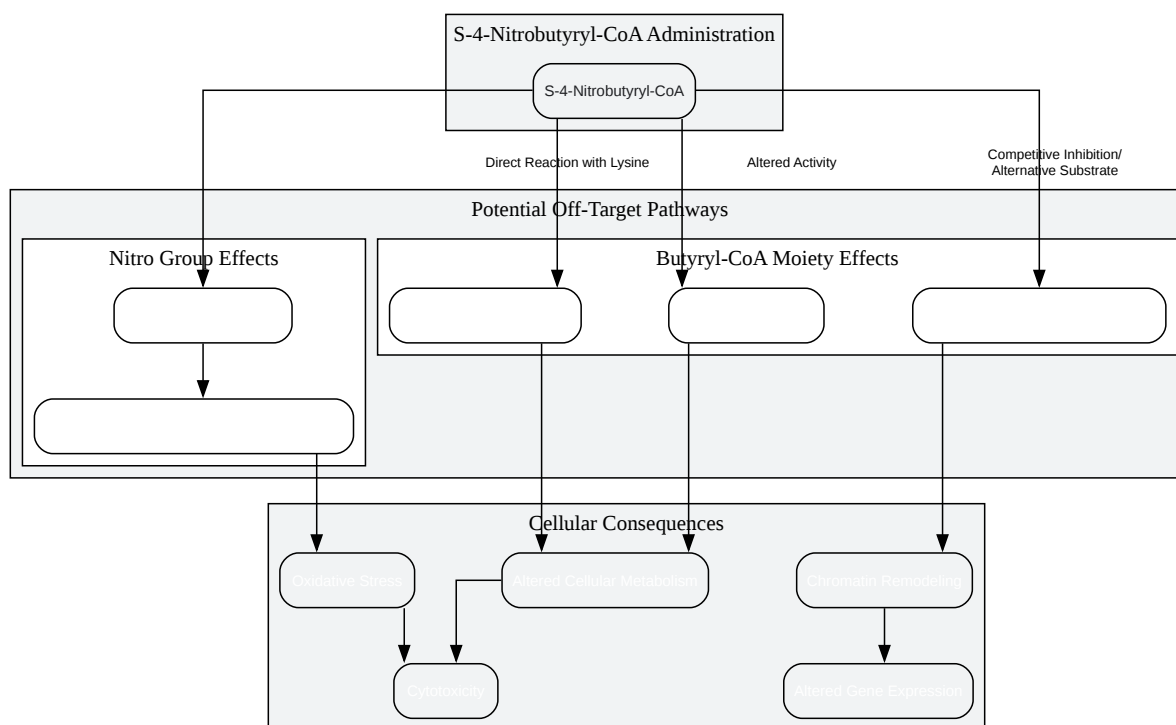 S-4-Nitrobutyryl-CoA Administration
S-4-Nitrobutyryl-CoA
Direct Reaction with Lysine
Altered Activity
Competitive Inhibition/
Alternative Substrate
Potential Off-Target Pathways
Nitro Group Effects
Butyryl-CoA Moiety Effects
Cellular Consequences
Oxidative Stress
Altered Cellular Metabolism
Chromatin Remodeling
Cytotoxicity
Altered Gene Expression